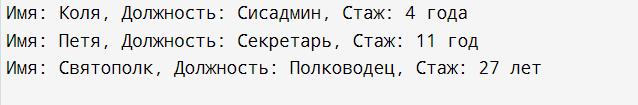 Имя: Коля, Должность: Сисадмин, Стаж: 4 года
Имя: Петя, Должность: Секретарь, Стаж: 11 год
Имя: Святополк, Должность: Полководец, Стаж: 27 лет